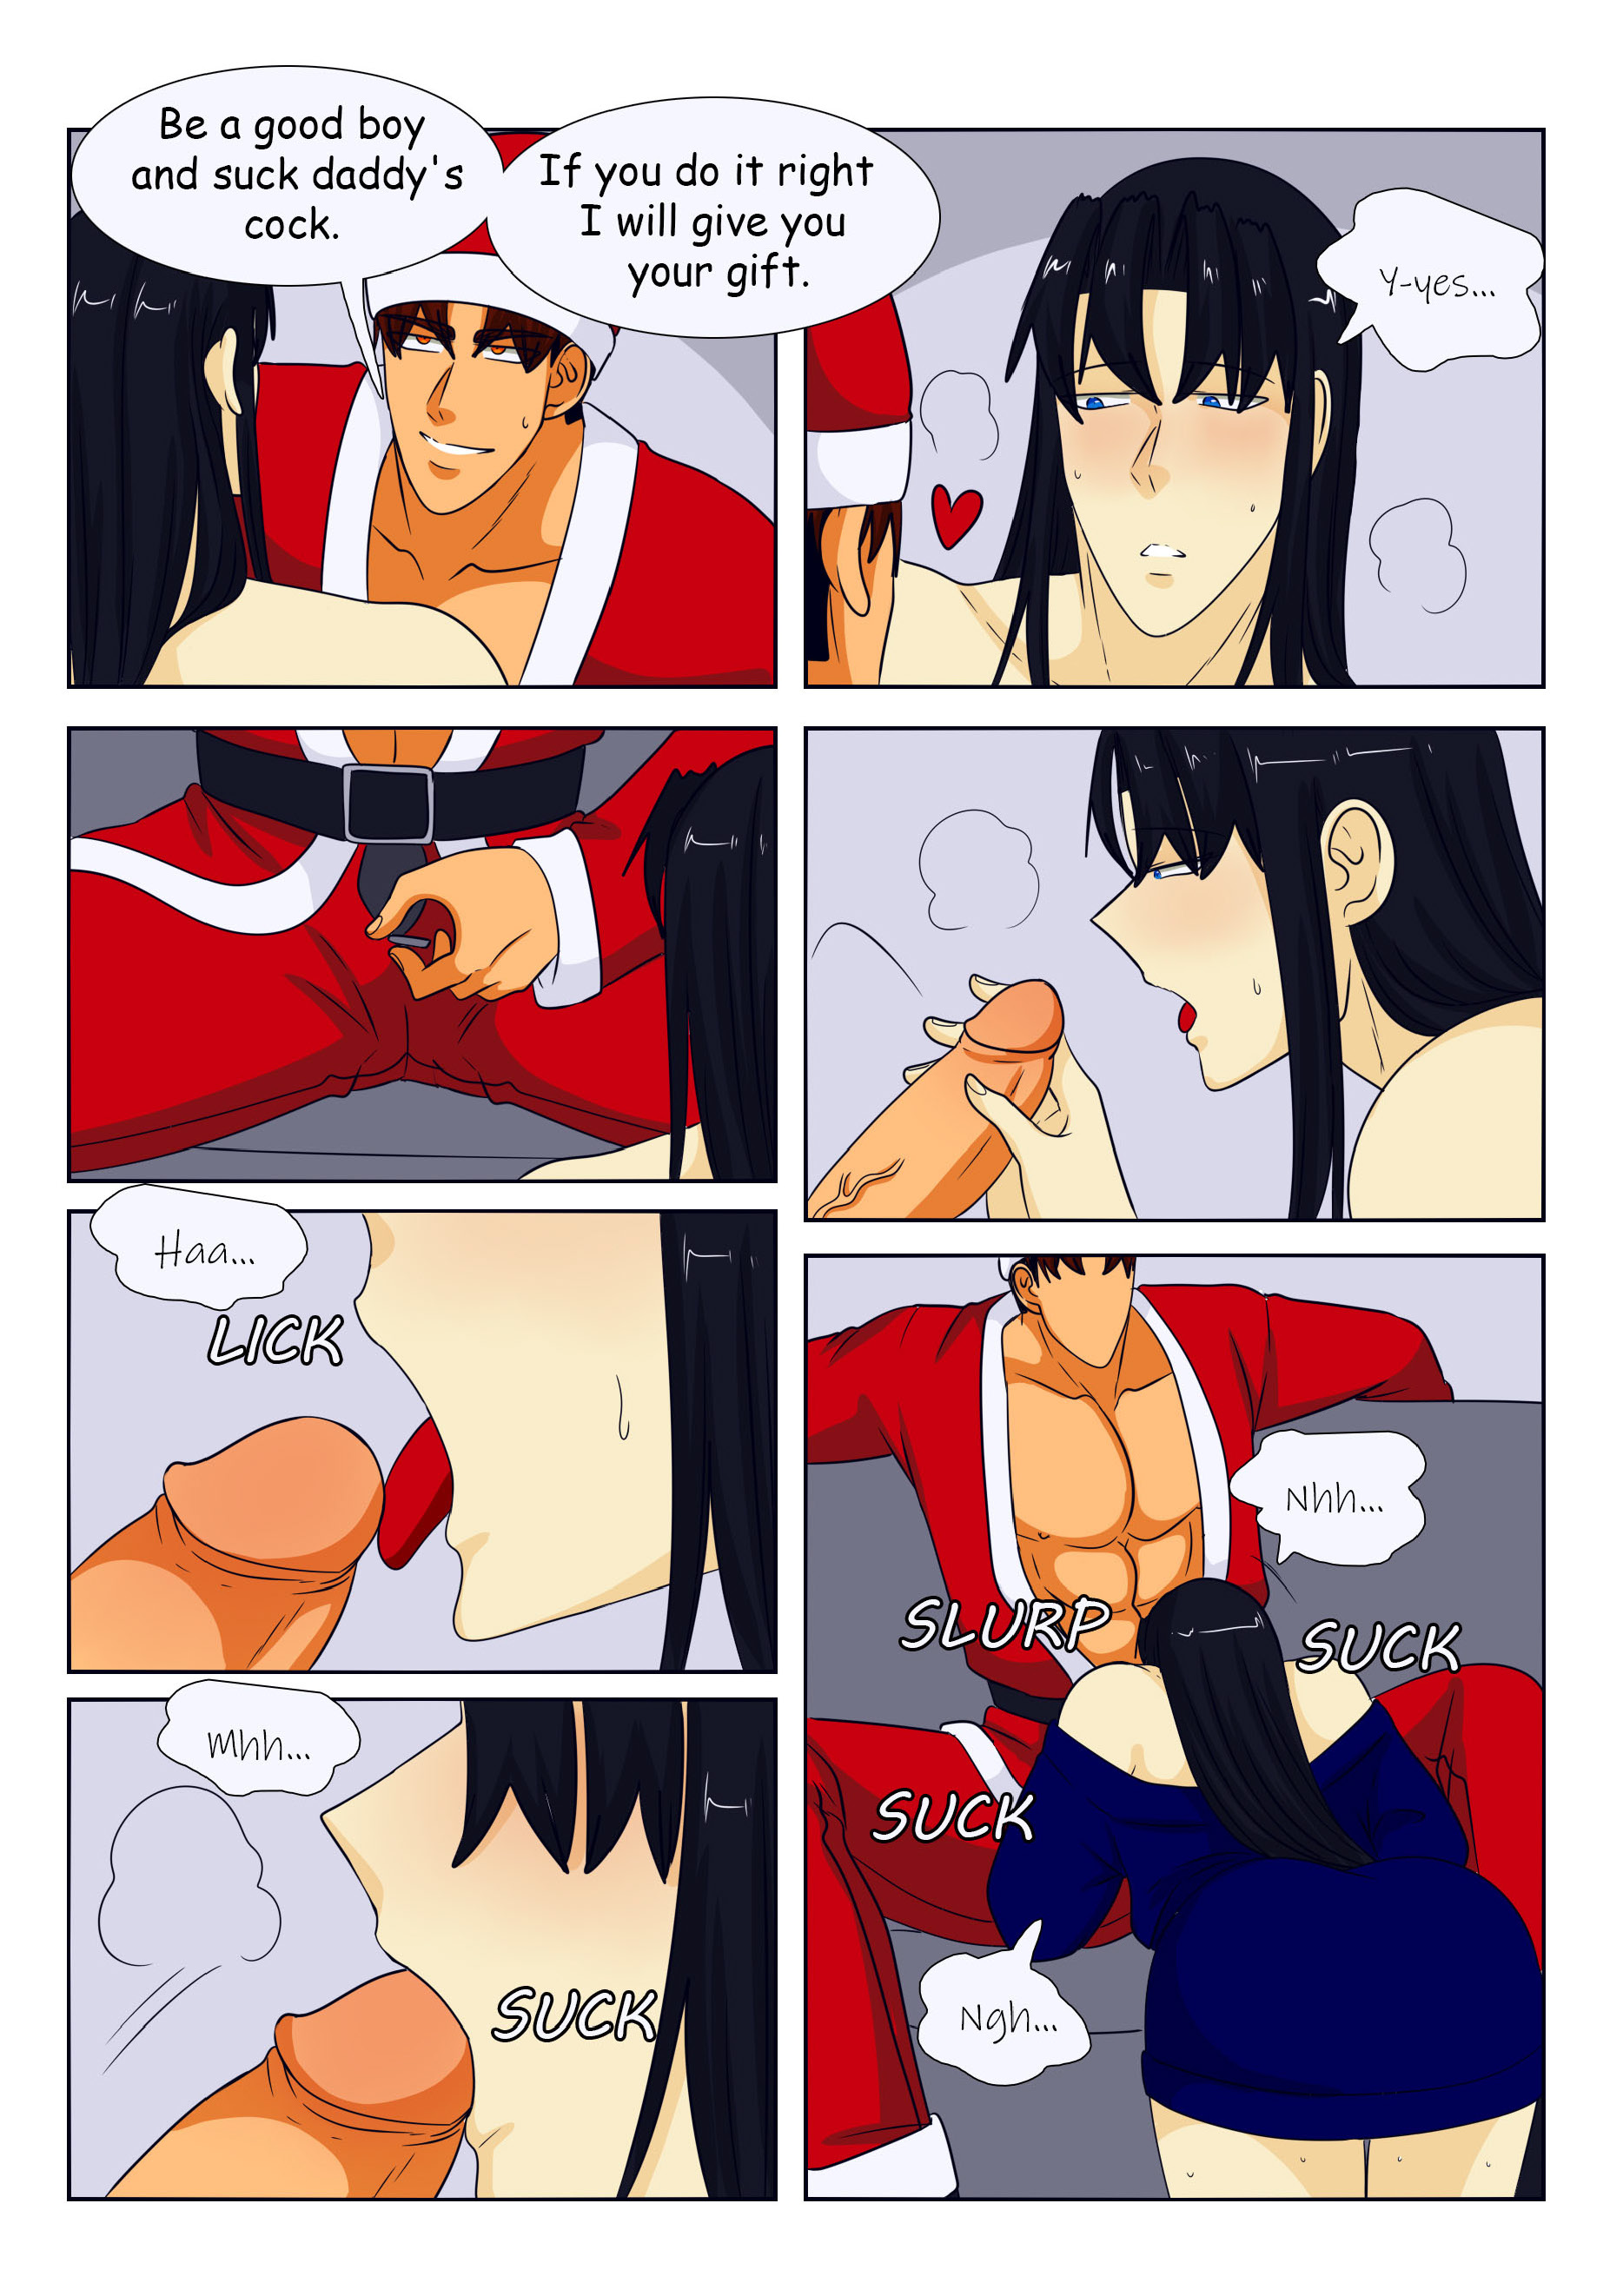 Be a good boy
and suck daddy's
cock.
If you do it right
I will give you
your gift.
Y-yes...
Haa...
LICK
Mhh...
SUCK
Nhh...
SLURP
SUCK
SUCK
Ngh...